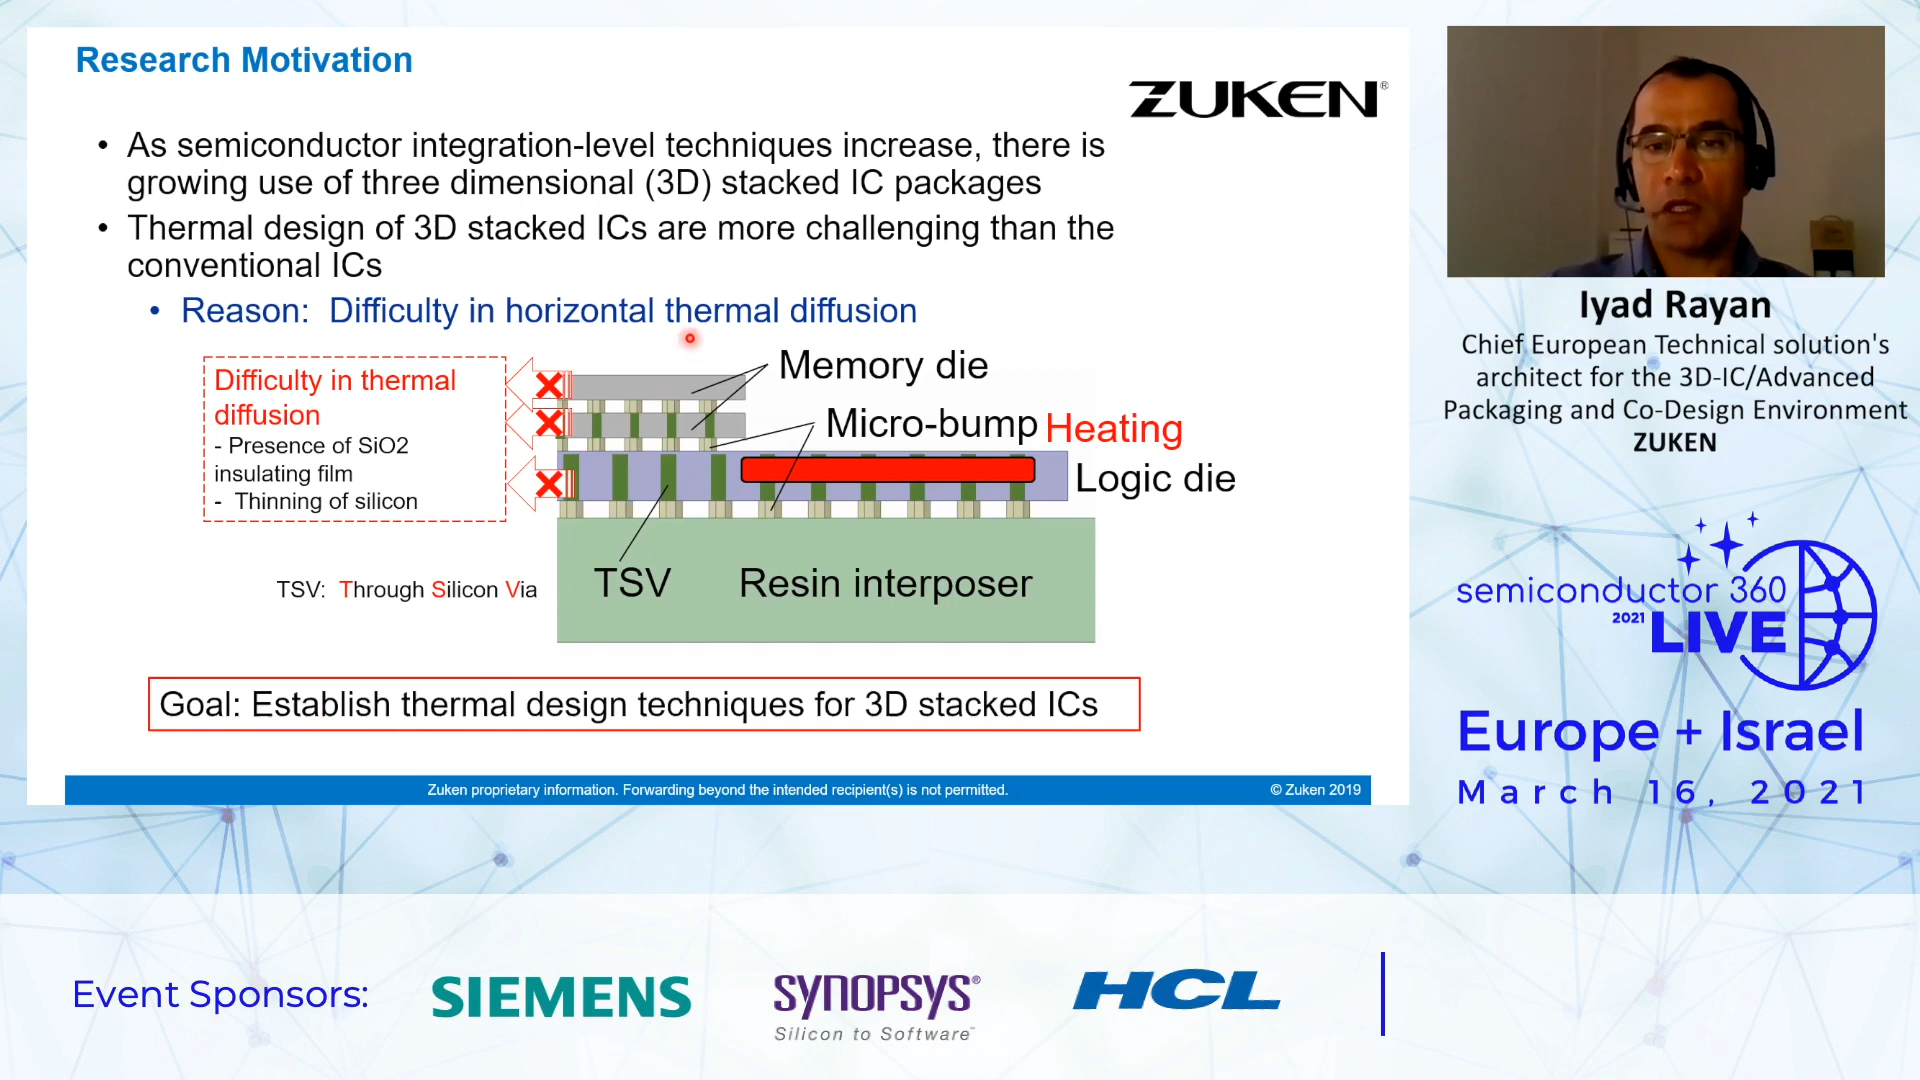 Research Motivation
ZUKEN®
• As semiconductor integration-level techniques increase, there is
growing use of three dimensional (3D) stacked IC packages
• Thermal design of 3D stacked ICs are more challenging than the
conventional ICs
• Reason: Difficulty in horizontal thermal diffusion
Difficulty in thermal
diffusion
- Presence of SiO2
insulating film
- Thinning of silicon
Memory die
Micro-bump
Heating
Logic die
TSV: Through Silicon Via
TSV
Resin interposer
Goal: Establish thermal design techniques for 3D stacked ICs
Zuken proprietary information. Forwarding beyond the intended recipient(s) is not permitted.
© Zuken 2019
Iyad Rayan
Chief European Technical solution's
architect for the 3D-IC/Advanced
Packaging and Co-Design Environment
ZUKEN
semiconductor 360
2021 LIVE
Europe + Israel
March 16, 2021
Event Sponsors:
SIEMENS
SYNOPSYS®
Silicon to Software™
HCL